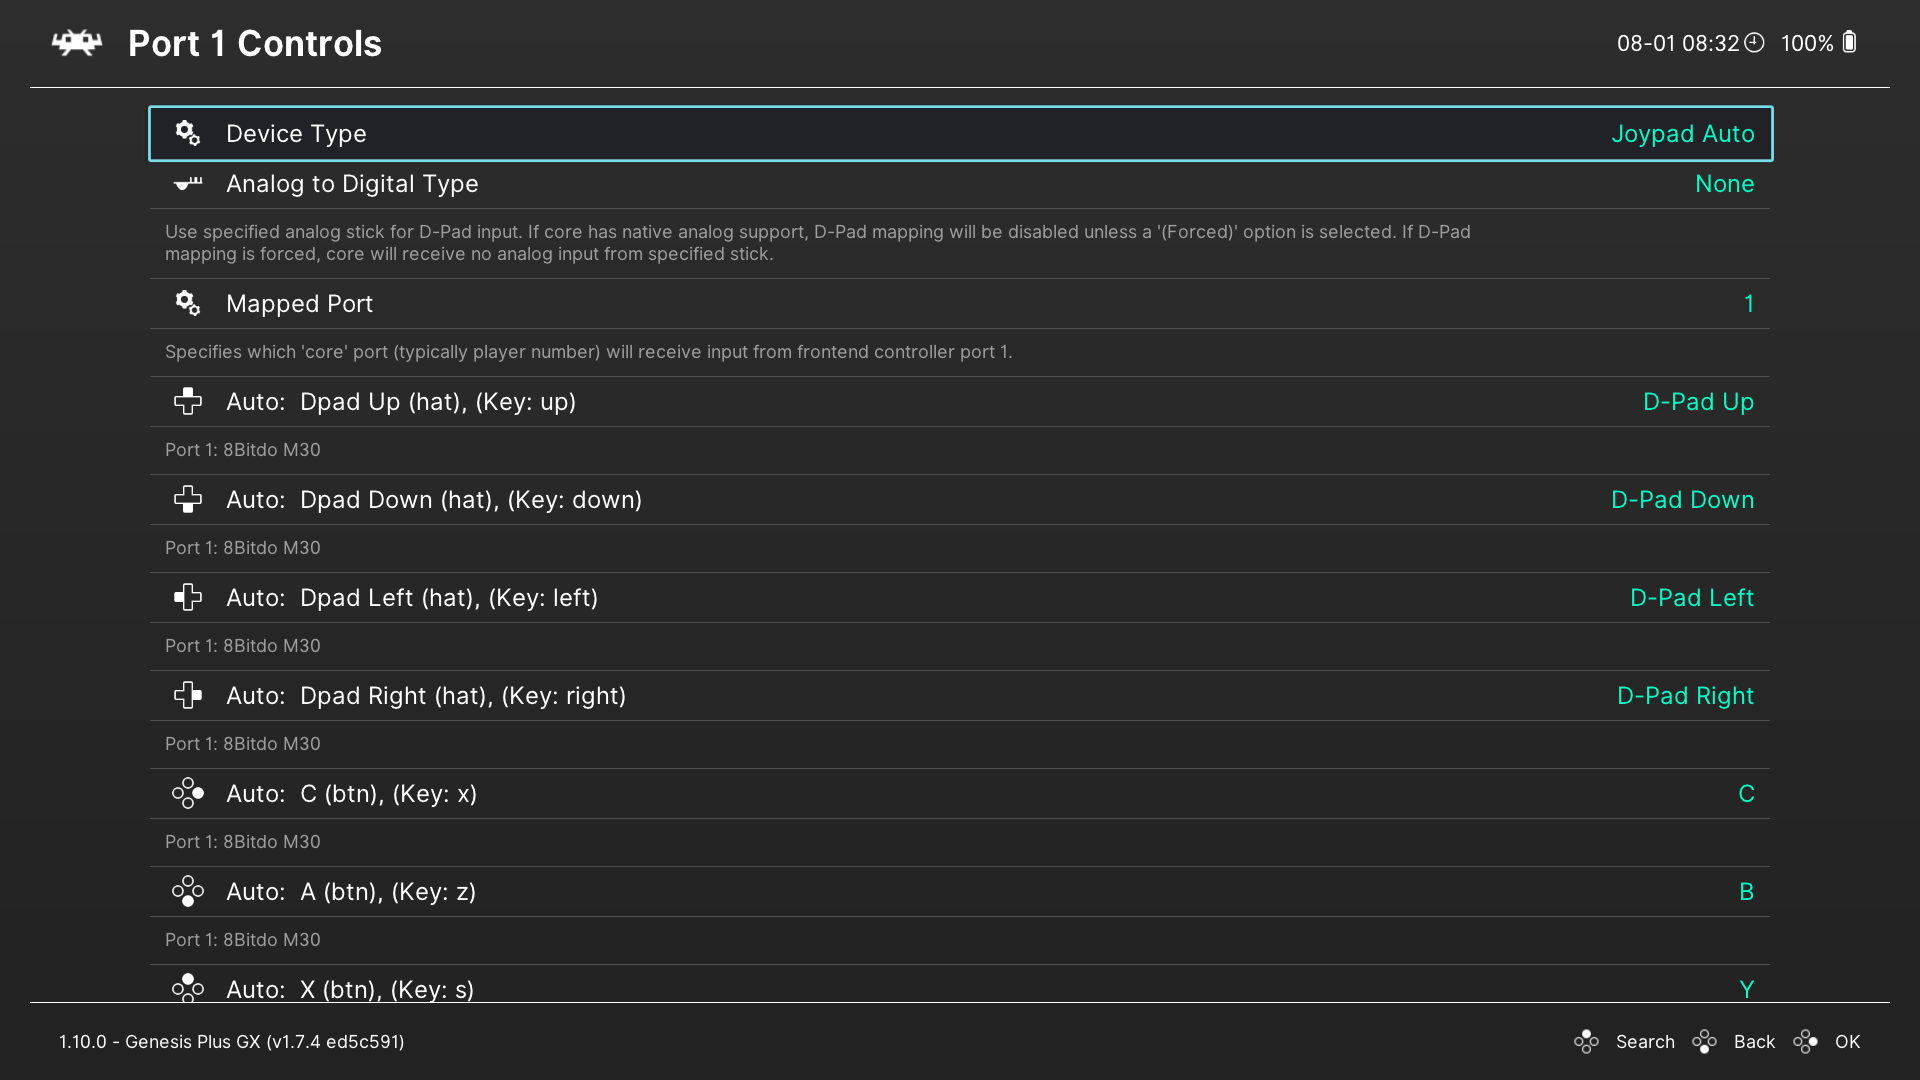 Port 1 Controls
08-01 08:32 100%
Device Type Joypad Auto
Analog to Digital Type None
Use specified analog stick for D-Pad input. If core has native analog support, D-Pad mapping will be disabled unless a '(Forced)' option is selected. If D-Pad
mapping is forced, core will receive no analog input from specified stick.
Mapped Port 1
Specifies which 'core' port (typically player number) will receive input from frontend controller port 1.
Auto: Dpad Up (hat), (Key: up) D-Pad Up
Port 1: 8Bitdo M30
Auto: Dpad Down (hat), (Key: down) D-Pad Down
Port 1: 8Bitdo M30
Auto: Dpad Left (hat), (Key: left) D-Pad Left
Port 1: 8Bitdo M30
Auto: Dpad Right (hat), (Key: right) D-Pad Right
Port 1: 8Bitdo M30
Auto: C (btn), (Key: x) C
Port 1: 8Bitdo M30
Auto: A (btn), (Key: z) B
Port 1: 8Bitdo M30
Auto: X (btn), (Key: s) Y
1.10.0 - Genesis Plus GX (v1.7.4 ed5c591) Search Back OK